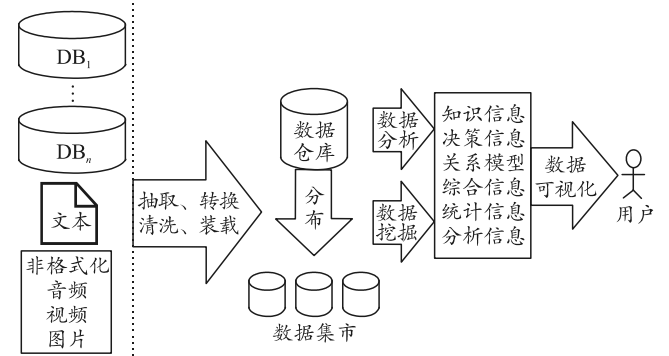 DB₁
⋮
DBₙ
文本
非格式化
音频
视频
图片
抽取、转换
清洗、装载
数据
仓库
分
布
数据集市
数据
分析
数据
挖掘
知识信息
决策信息
关系模型
综合信息
统计信息
分析信息
数据
可视化
用户